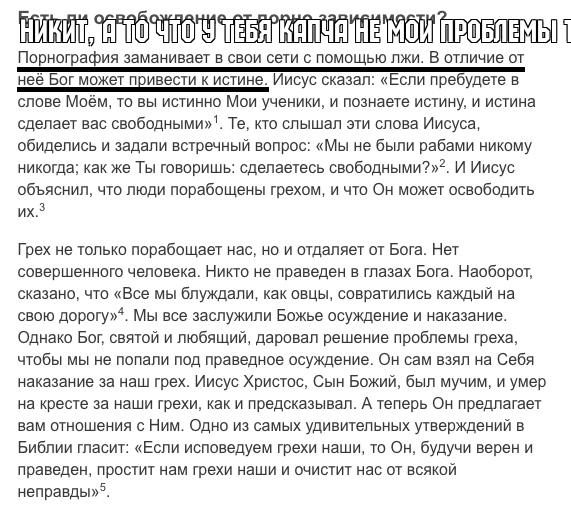 Есть ли освобождение от порно-зависимости?
НИКИТ, А ТО ЧТО У ТЕБЯ КАПЧА НЕ МОИ ПРОБЛЕМЫ Т
Порнография заманивает в свои сети с помощью лжи. В отличие от
неё Бог может привести к истине. Иисус сказал: «Если пребудете в
слове Моём, то вы истинно Мои ученики, и познаете истину, и истина
сделает вас свободными»¹. Те, кто слышал эти слова Иисуса,
обиделись и задали встречный вопрос: «Мы не были рабами никому
никогда; как же Ты говоришь: сделаетесь свободными?»². И Иисус
объяснил, что люди порабощены грехом, и что Он может освободить
их.³
Грех не только порабощает нас, но и отдаляет от Бога. Нет
совершенного человека. Никто не праведен в глазах Бога. Наоборот,
сказано, что «Все мы блуждали, как овцы, совратились каждый на
свою дорогу»⁴. Мы все заслужили Божье осуждение и наказание.
Однако Бог, святой и любящий, даровал решение проблемы греха,
чтобы мы не попали под праведное осуждение. Он сам взял на Себя
наказание за наш грех. Иисус Христос, Сын Божий, был мучим, и умер
на кресте за наши грехи, как и предсказывал. А теперь Он предлагает
вам отношения с Ним. Одно из самых удивительных утверждений в
Библии гласит: «Если исповедуем грехи наши, то Он, будучи верен и
праведен, простит нам грехи наши и очистит нас от всякой
неправды»⁵.